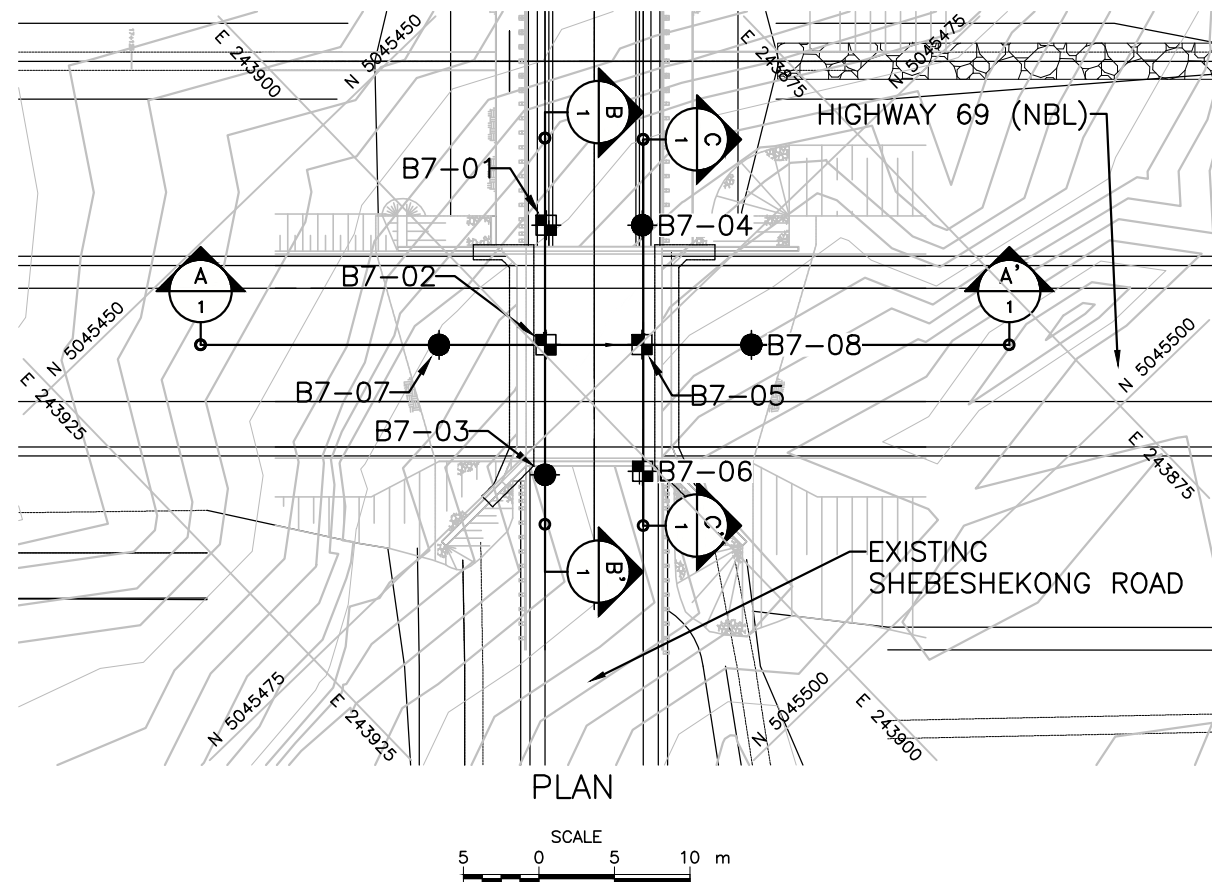 E 243900
N 5045450
E 243875
N 5045475
HIGHWAY 69 (NBL)
B
1
C
1
B7-01
B7-04
A
1
B7-02
A'
1
N 5045450
B7-08
N 5045500
B7-07
B7-05
E 243925
B7-03
E 243875
B7-06
C'
1
B'
1
EXISTING
SHEBESHEKONG ROAD
N 5045475
E 243925
N 5045500
E 243900
PLAN
SCALE
5 0 5 10 m